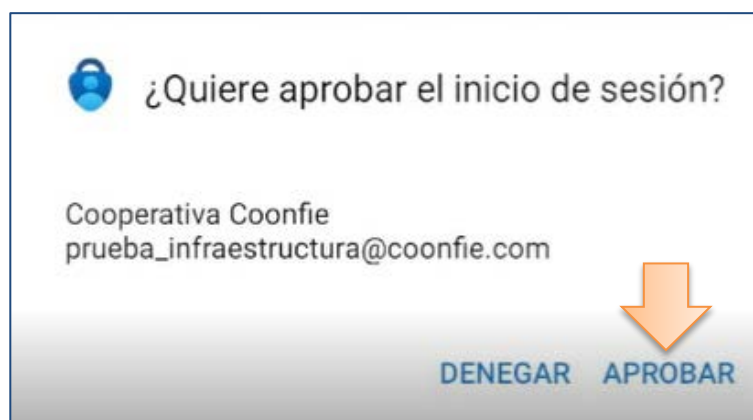 ¿Quiere aprobar el inicio de sesión?
Cooperativa Coonfie
prueba_infraestructura@coonfie.com
DENEGAR APROBAR